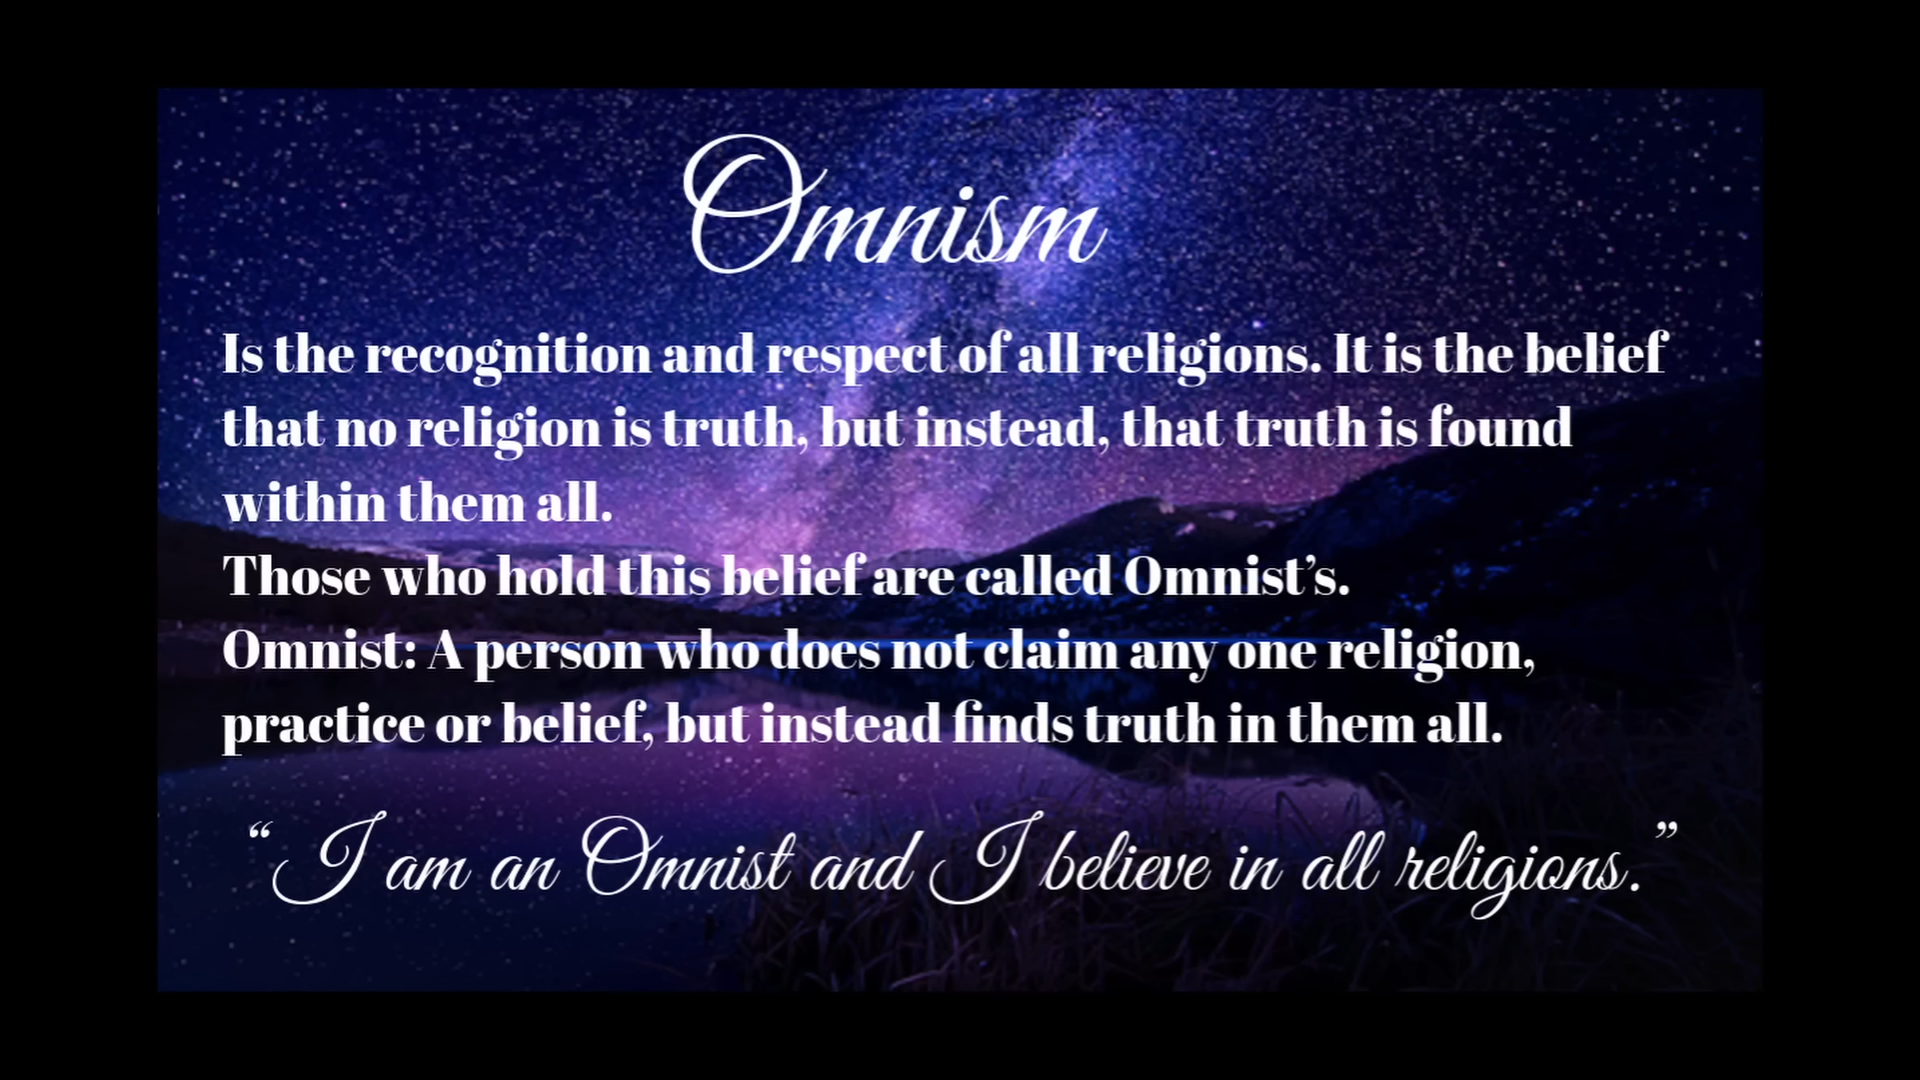 Omnism
Is the recognition and respect of all religions. It is the belief
that no religion is truth, but instead, that truth is found
within them all.
Those who hold this belief are called Omnist’s.
Omnist: A person who does not claim any one religion,
practice or belief, but instead finds truth in them all.
“I am an Omnist and I believe in all religions.”